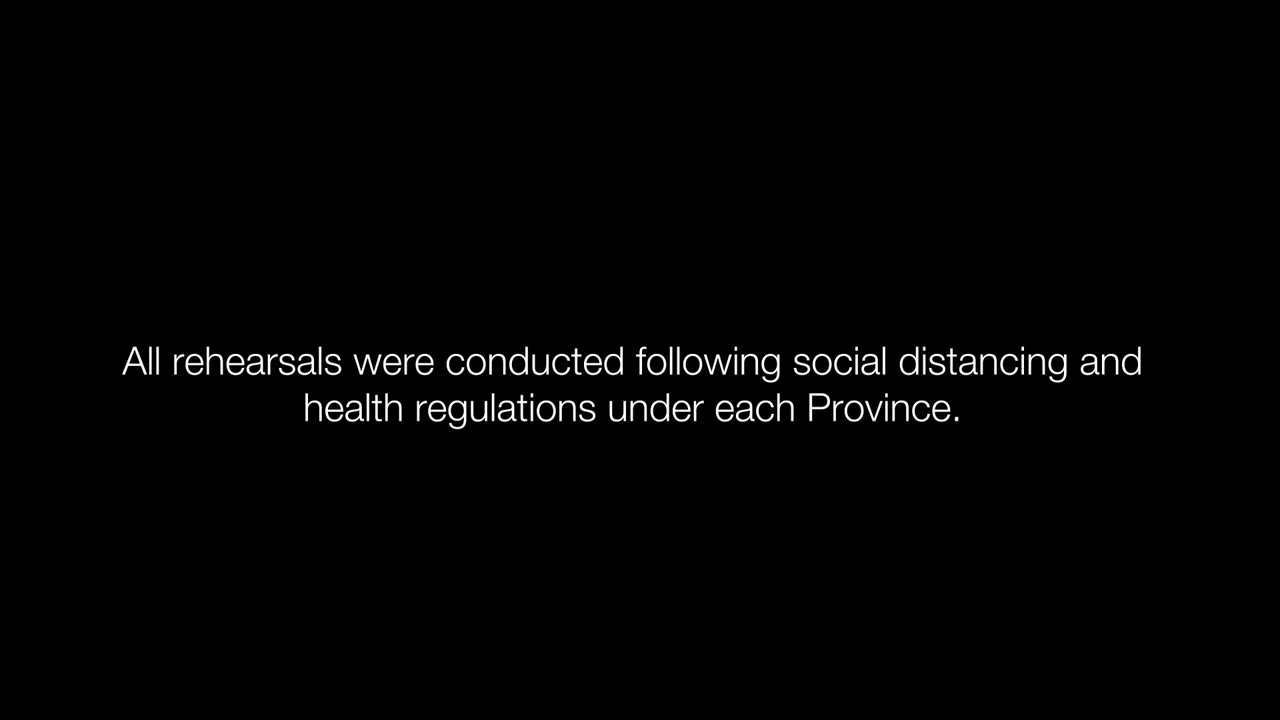 All rehearsals were conducted following social distancing and
health regulations under each Province.